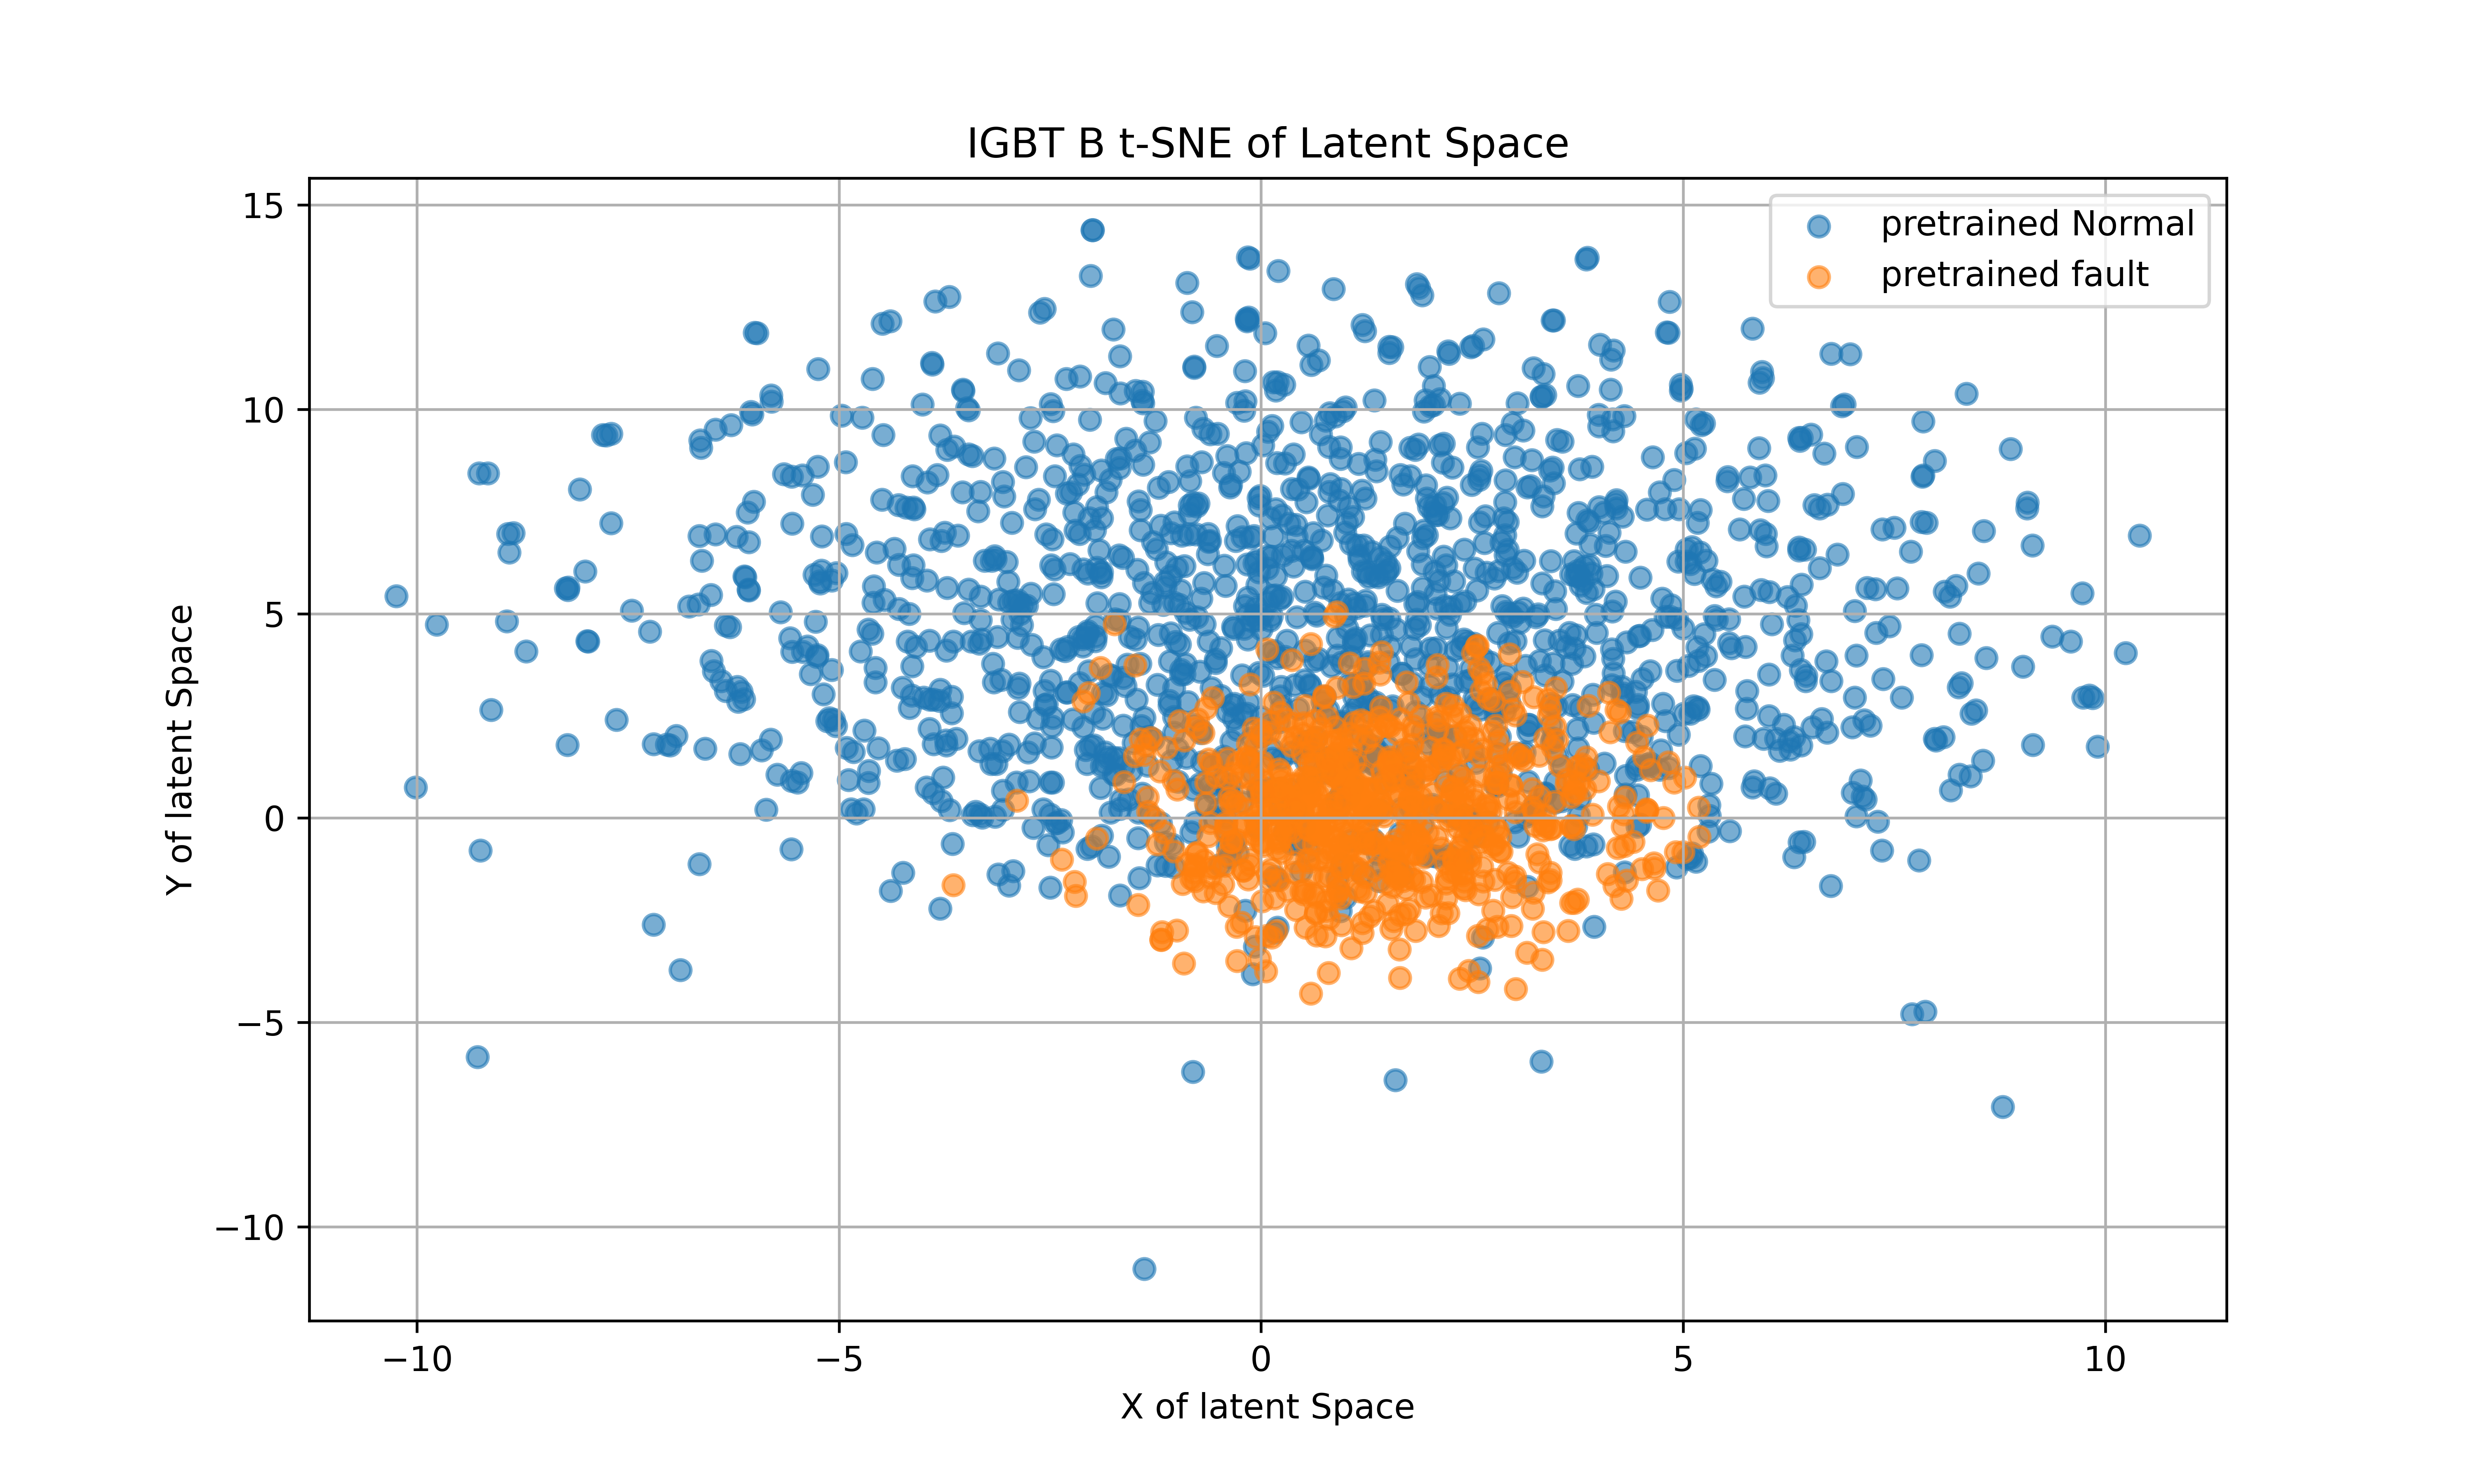 IGBT B t-SNE of Latent Space
pretrained Normal
pretrained fault
15
10
5
0
−5
−10
Y of latent Space
−10
−5
0
5
10
X of latent Space